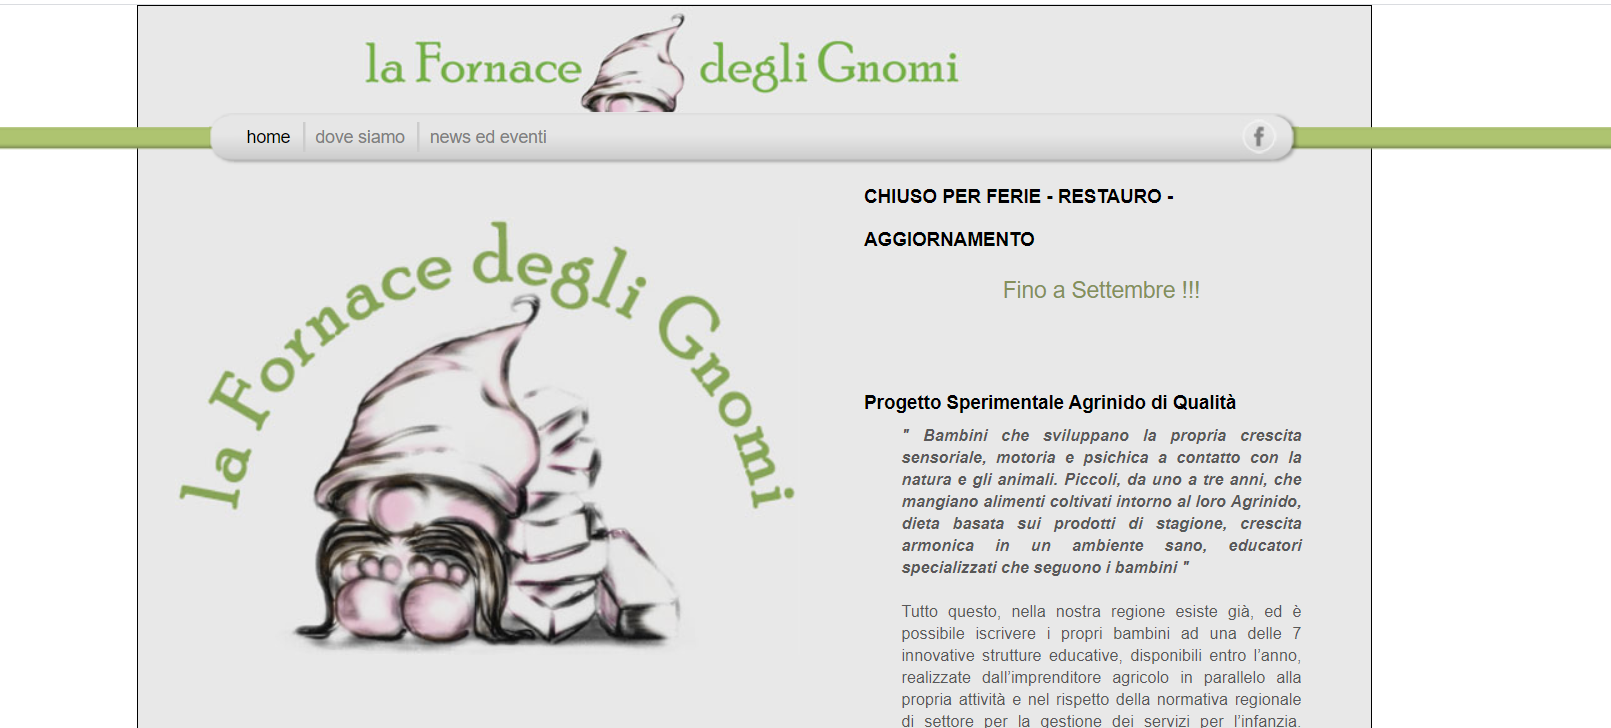 la Fornace degli Gnomi
home
dove siamo
news ed eventi
f
CHIUSO PER FERIE - RESTAURO -
AGGIORNAMENTO
Fino a Settembre !!!
la Fornace degli Gnomi
Progetto Sperimentale Agrinido di Qualità
" Bambini che sviluppano la propria crescita
sensoriale, motoria e psichica a contatto con la
natura e gli animali. Piccoli, da uno a tre anni, che
mangiano alimenti coltivati intorno al loro Agrinido,
dieta basata sui prodotti di stagione, crescita
armonica in un ambiente sano, educatori
specializzati che seguono i bambini "
Tutto questo, nella nostra regione esiste già, ed è
possibile iscrivere i propri bambini ad una delle 7
innovative strutture educative, disponibili entro l'anno,
realizzate dall'imprenditore agricolo in parallelo alla
propria attività e nel rispetto della normativa regionale
di settore per la gestione dei servizi per l'infanzia.